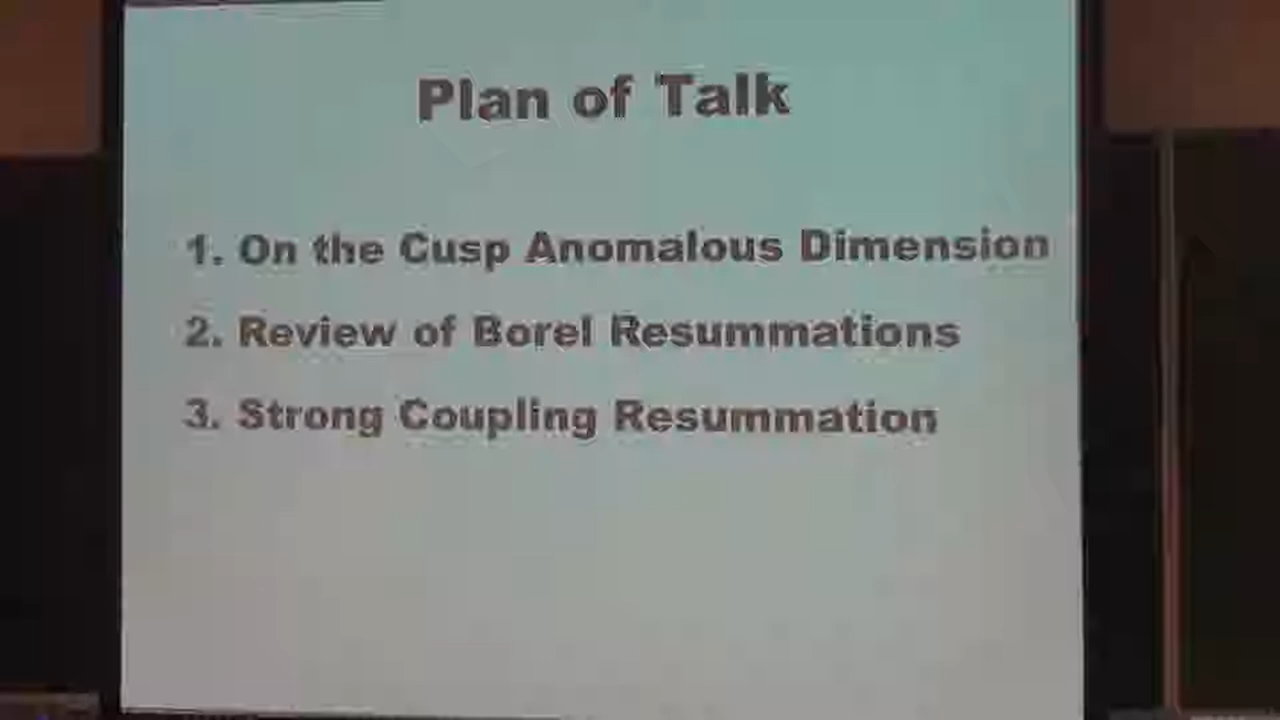 Plan of Talk
1. On the Cusp Anomalous Dimension
2. Review of Borel Resummations
3. Strong Coupling Resummation